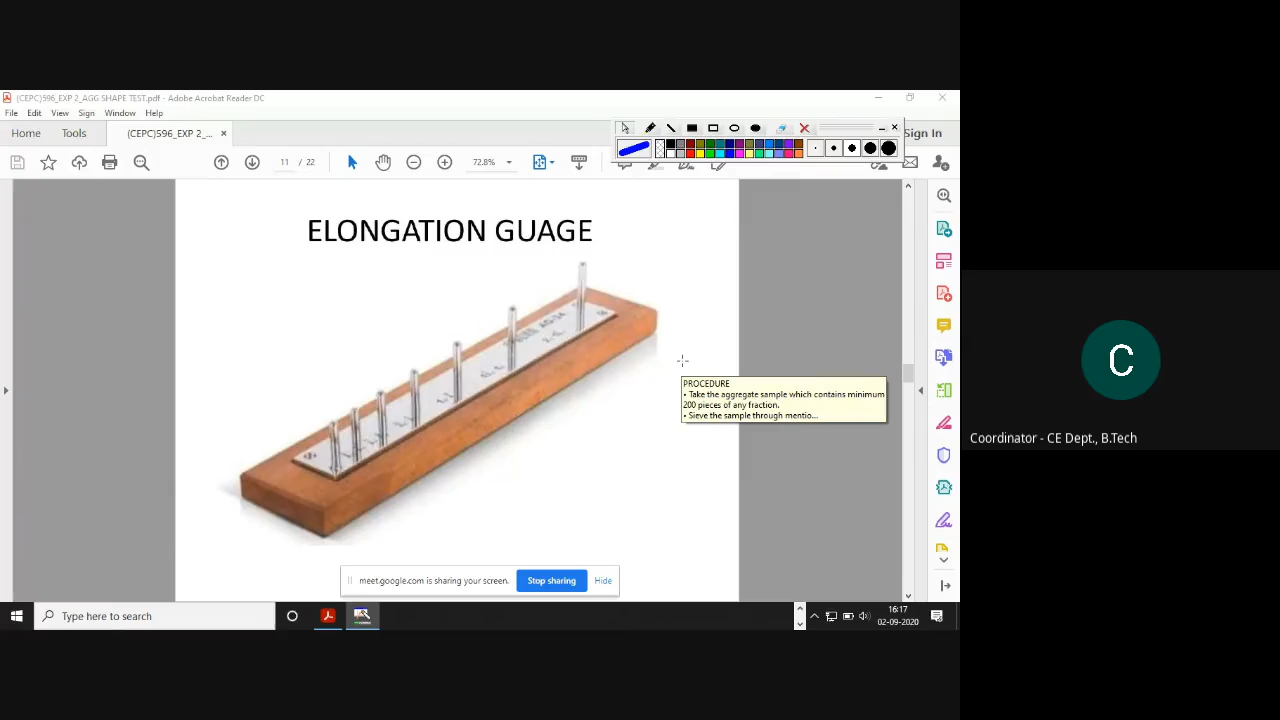 (CEPC)596_EXP 2_AGG SHAPE TEST.pdf - Adobe Acrobat Reader DC
File Edit View Sign Window Help
Home Tools (CEPC)596_EXP 2_... × Sign In
11 / 22 72.8%
ELONGATION GUAGE
PROCEDURE
• Take the aggregate sample which contains minimum
200 pieces of any fraction.
• Sieve the sample through mentio...
C
Coordinator - CE Dept., B.Tech
meet.google.com is sharing your screen. Stop sharing Hide
Type here to search
16:17
02-09-2020